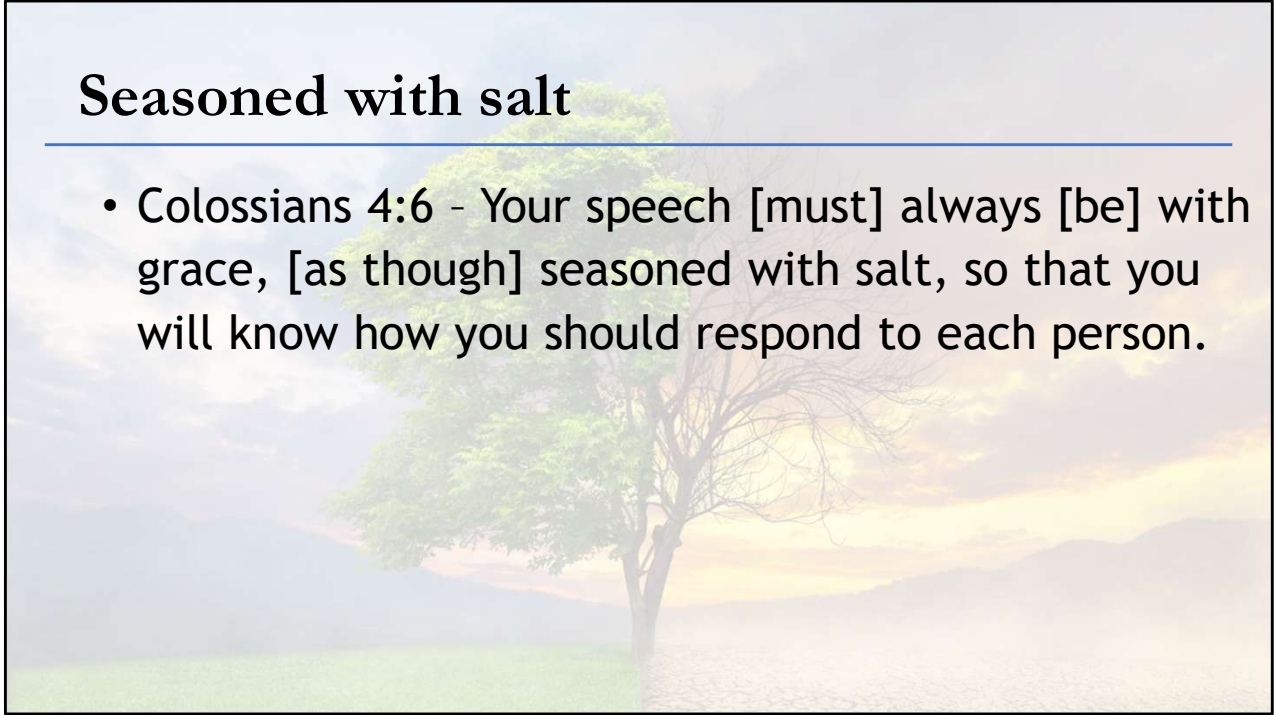 Seasoned with salt
• Colossians 4:6 – Your speech [must] always [be] with
grace, [as though] seasoned with salt, so that you
will know how you should respond to each person.